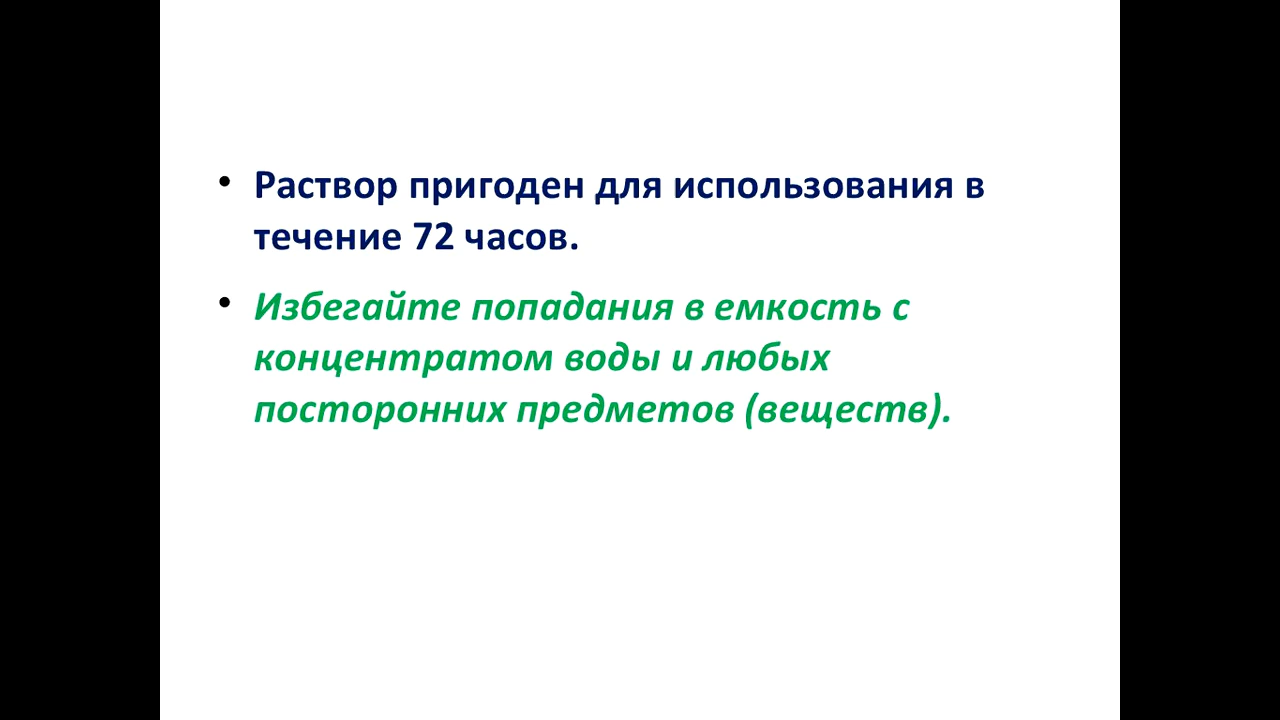 • Раствор пригоден для использования в
течение 72 часов.
• Избегайте попадания в емкость с
концентратом воды и любых
посторонних предметов (веществ).